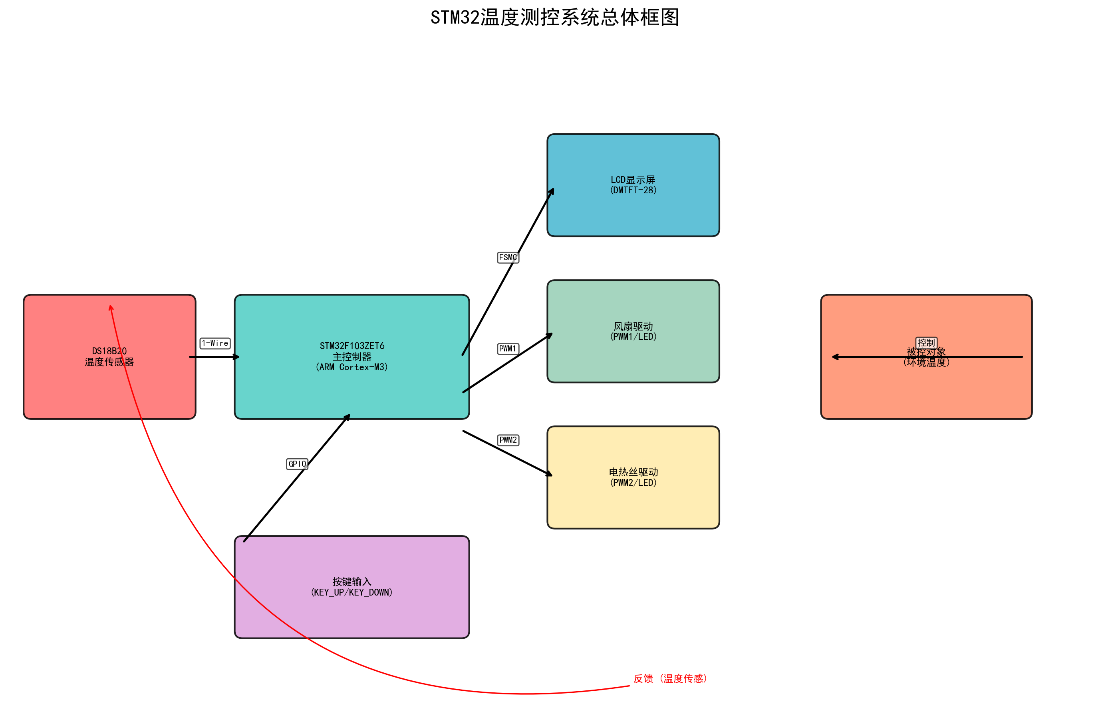 STM32温度测控系统总体框图
LCD显示屏
(DMTFT-28)
FSMC
风扇驱动
(PWM1/LED)
DS18B20
温度传感器
1-Wire
STM32F103ZET6
主控制器
(ARM Cortex-M3)
PWM1
控制
被控对象
(环境温度)
PWM2
电热丝驱动
(PWM2/LED)
GPIO
按键输入
(KEY_UP/KEY_DOWN)
反馈 (温度传感)